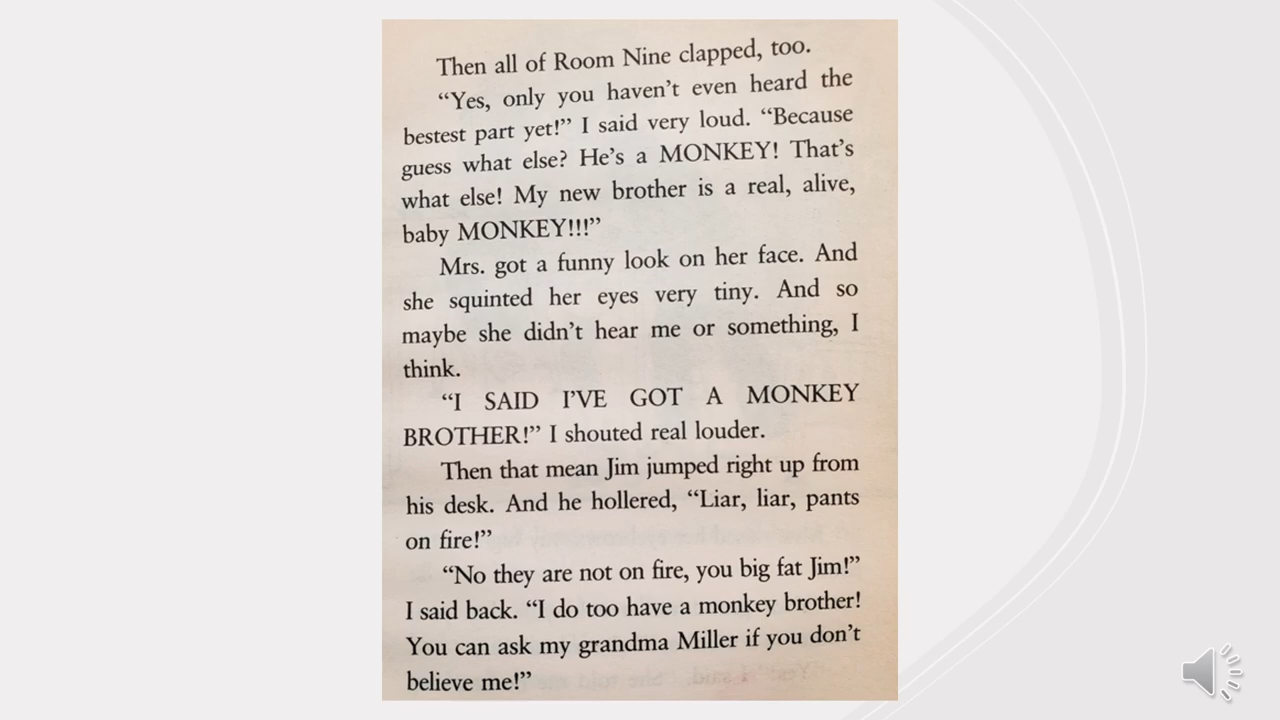 Then all of Room Nine clapped, too.
“Yes, only you haven’t even heard the
bestest part yet!” I said very loud. “Because
guess what else? He’s a MONKEY! That’s
what else! My new brother is a real, alive,
baby MONKEY!!!”
Mrs. got a funny look on her face. And
she squinted her eyes very tiny. And so
maybe she didn’t hear me or something, I
think.
“I SAID I’VE GOT A MONKEY
BROTHER!” I shouted real louder.
Then that mean Jim jumped right up from
his desk. And he hollered, “Liar, liar, pants
on fire!”
“No they are not on fire, you big fat Jim!”
I said back. “I do too have a monkey brother!
You can ask my grandma Miller if you don’t
believe me!”